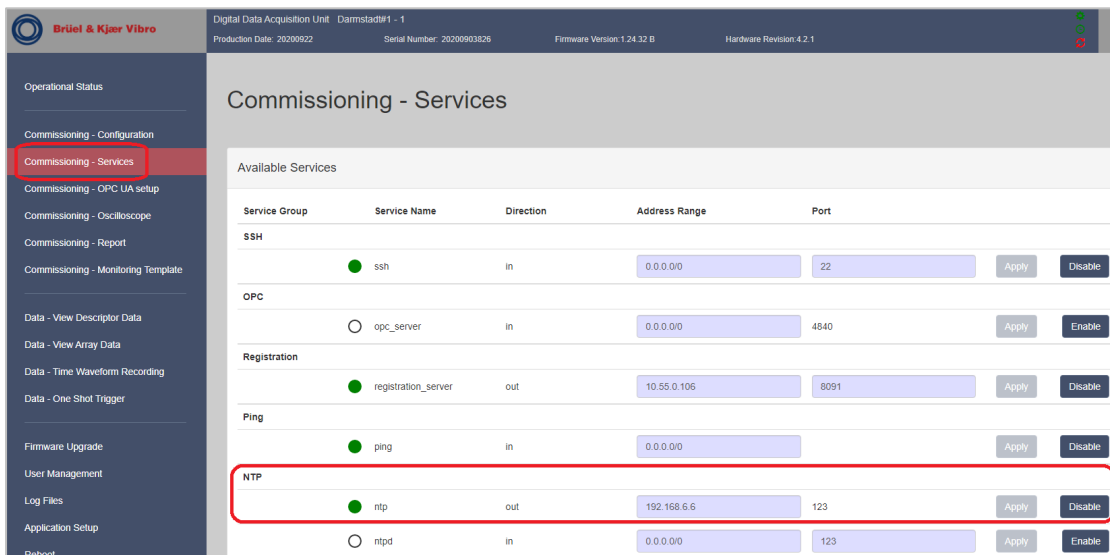 Brüel & Kjær Vibro
Digital Data Acquisition Unit Darmstadt#1 - 1
Production Date: 20200922 Serial Number: 20200903826 Firmware Version:1.24.32 B Hardware Revision:4.2.1
Operational Status
Commissioning - Configuration
Commissioning - Services
Commissioning - OPC UA setup
Commissioning - Oscilloscope
Commissioning - Report
Commissioning - Monitoring Template
Data - View Descriptor Data
Data - View Array Data
Data - Time Waveform Recording
Data - One Shot Trigger
Firmware Upgrade
User Management
Log Files
Application Setup
Reboot
Commissioning - Services
Available Services
Service Group Service Name Direction Address Range Port
SSH
ssh in 0.0.0.0/0 22 Apply Disable
OPC
opc_server in 0.0.0.0/0 4840 Apply Enable
Registration
registration_server out 10.55.0.106 8091 Apply Disable
Ping
ping in 0.0.0.0/0 Apply Disable
NTP
ntp out 192.168.6.6 123 Apply Disable
ntpd in 0.0.0.0/0 123 Apply Enable